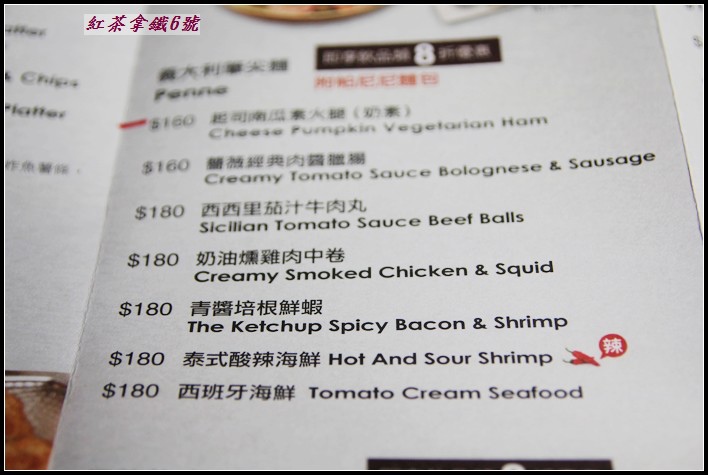 紅茶拿鐵6號
即享飲品類8折優惠
義大利筆尖麵
附帕尼尼麵包
Penne
& Chips
Platter
炸魚薯條.
$160 起司南瓜素火腿(奶素)
Cheese Pumpkin Vegetarian Ham
$160 薔薇經典肉醬臘腸
Creamy Tomato Sauce Bolognese & Sausage
$180 西西里茄汁牛肉丸
Sicilian Tomato Sauce Beef Balls
$180 奶油燻雞肉中卷
Creamy Smoked Chicken & Squid
$180 青醬培根鮮蝦
The Ketchup Spicy Bacon & Shrimp
$180 泰式酸辣海鮮 Hot And Sour Shrimp 辣
$180 西班牙海鮮 Tomato Cream Seafood